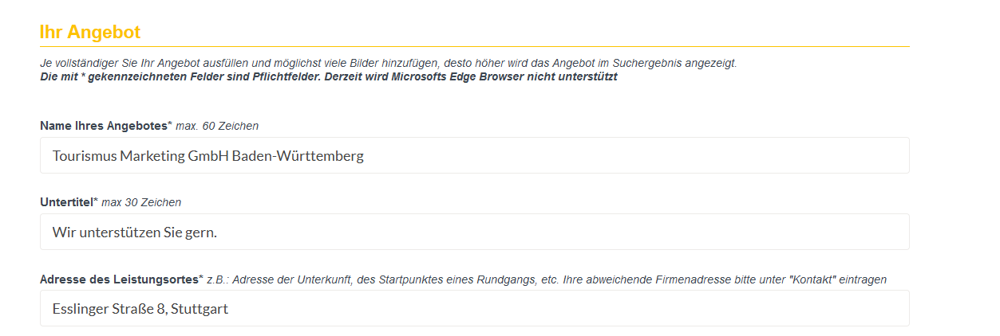 Ihr Angebot
Je vollständiger Sie Ihr Angebot ausfüllen und möglichst viele Bilder hinzufügen, desto höher wird das Angebot im Suchergebnis angezeigt.
Die mit * gekennzeichneten Felder sind Pflichtfelder. Derzeit wird Microsofts Edge Browser nicht unterstützt
Name Ihres Angebotes* max. 60 Zeichen
Tourismus Marketing GmbH Baden-Württemberg
Untertitel* max 30 Zeichen
Wir unterstützen Sie gern.
Adresse des Leistungsortes* z.B.: Adresse der Unterkunft, des Startpunktes eines Rundgangs, etc. Ihre abweichende Firmenadresse bitte unter "Kontakt" eintragen
Esslinger Straße 8, Stuttgart